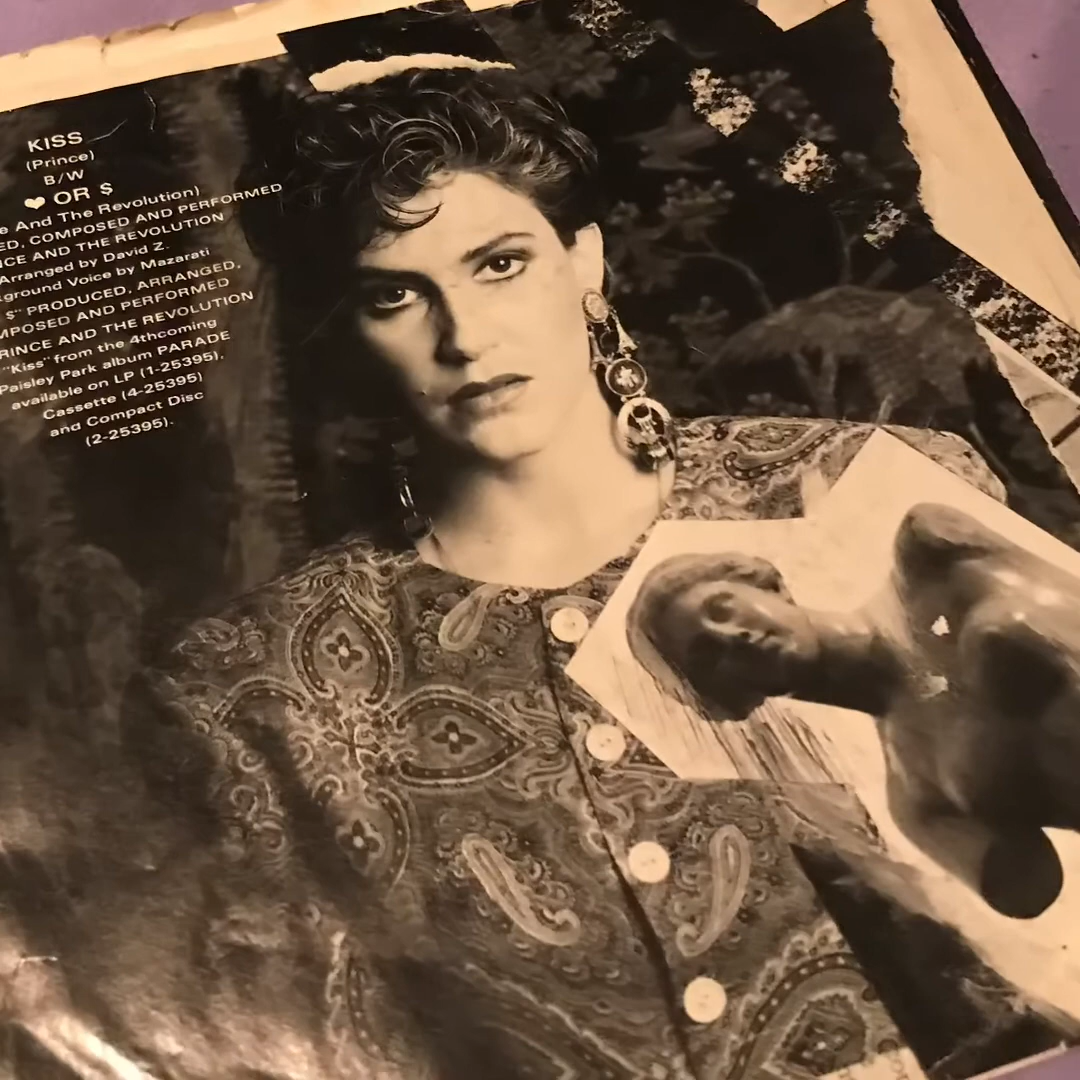 KISS
(Prince)
B/W
♥ OR $
e And The Revolution)
ED, COMPOSED AND PERFORMED
NCE AND THE REVOLUTION
Arranged by David Z.
ground Voice by Mazarati
$" PRODUCED, ARRANGED,
MPOSED AND PERFORMED
RINCE AND THE REVOLUTION
"Kiss" from the 4thcoming
Paisley Park album PARADE
available on LP (1-25395),
Cassette (4-25395)
and Compact Disc
(2-25395).